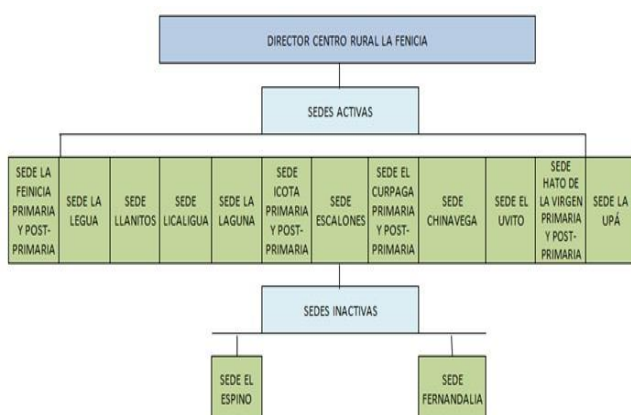 DIRECTOR CENTRO RURAL LA FENICIA
SEDES ACTIVAS
SEDE LA
FEINICIA
PRIMARIA
Y POST-
PRIMARIA
SEDE LA
LEGUA
SEDE
LLANITOS
SEDE
LICALIGUA
SEDE LA
LAGUNA
SEDE
ICOTA
PRIMARIA
Y POST-
PRIMARIA
SEDE
ESCALONES
SEDE EL
CURPAGA
PRIMARIA
Y POST-
PRIMARIA
SEDE
CHINAVEGA
SEDE EL
UVITO
SEDE
HATO DE
LA VIRGEN
PRIMARIA
Y POST-
PRIMARIA
SEDE LA
UPÁ
SEDES INACTIVAS
SEDE EL
ESPINO
SEDE
FERNANDALIA